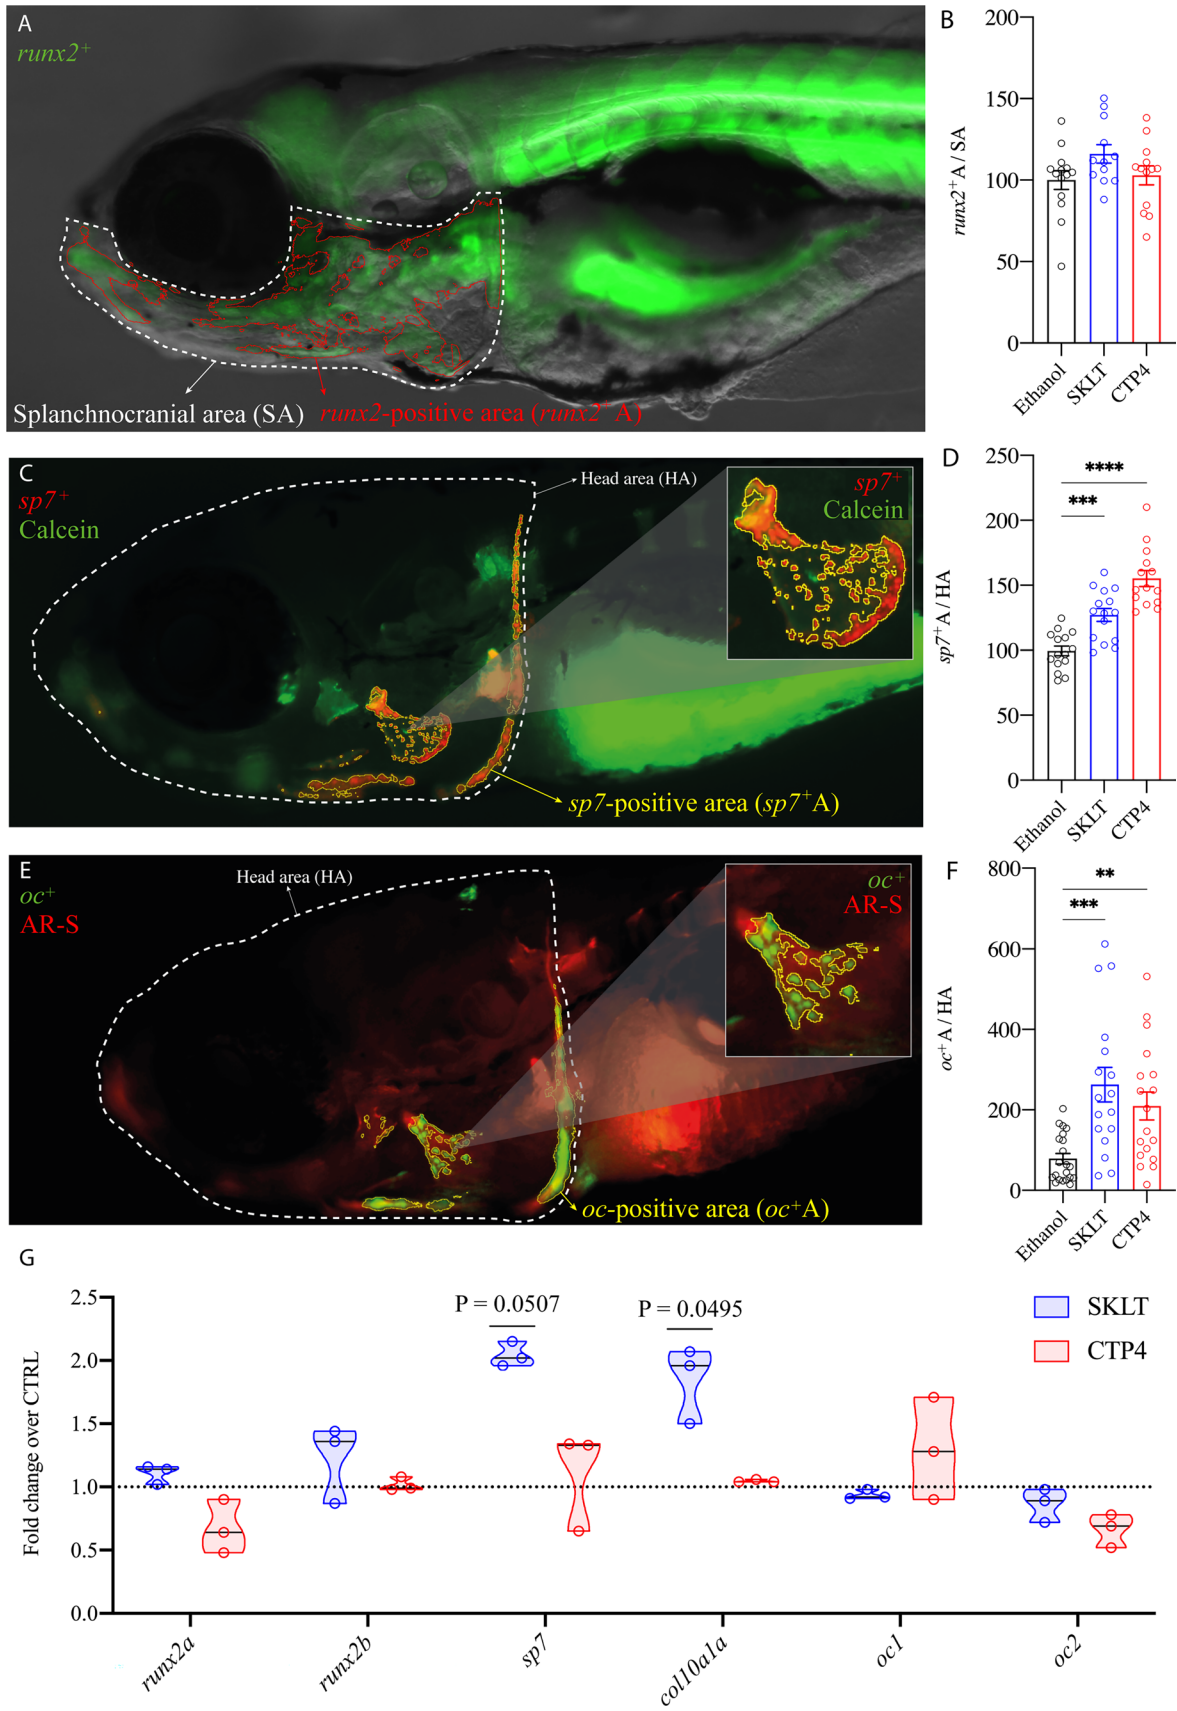 A
runx2+
Splanchnocranial area (SA)
runx2-positive area (runx2+A)
B
runx2+A / SA
200
150
100
50
0
Ethanol
SKLT
CTP4
C
sp7+
Calcein
Head area (HA)
sp7+
Calcein
sp7-positive area (sp7+A)
D
sp7+A / HA
250
200
150
100
50
0
****
***
Ethanol
SKLT
CTP4
E
oc+
AR-S
Head area (HA)
oc+
AR-S
oc-positive area (oc+A)
F
oc+A / HA
800
600
400
200
0
**
***
Ethanol
SKLT
CTP4
G
Fold change over CTRL
2.5
2.0
1.5
1.0
0.5
0.0
P = 0.0507
P = 0.0495
SKLT
CTP4
runx2a
runx2b
sp7
col10a1a
oc1
oc2